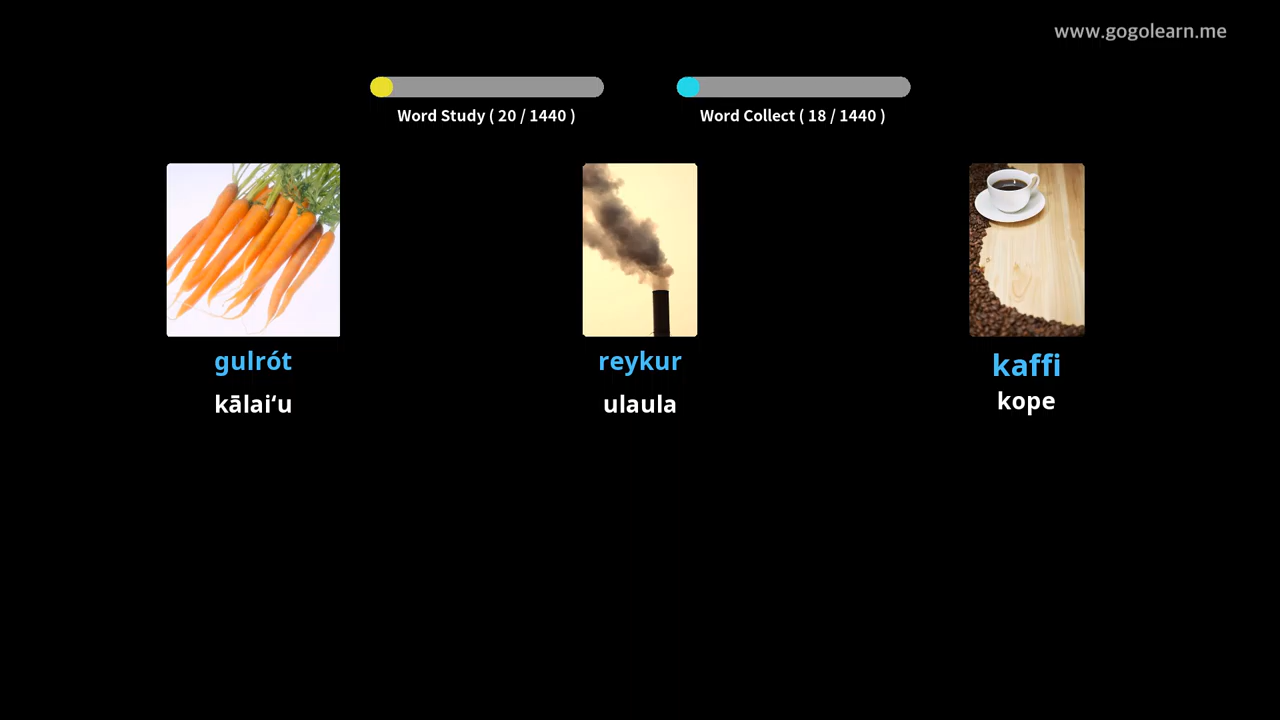 www.gogolearn.me
Word Study ( 20 / 1440 )
Word Collect ( 18 / 1440 )
gulrót
reykur
kaffi
kālaiʻu
ulaula
kope